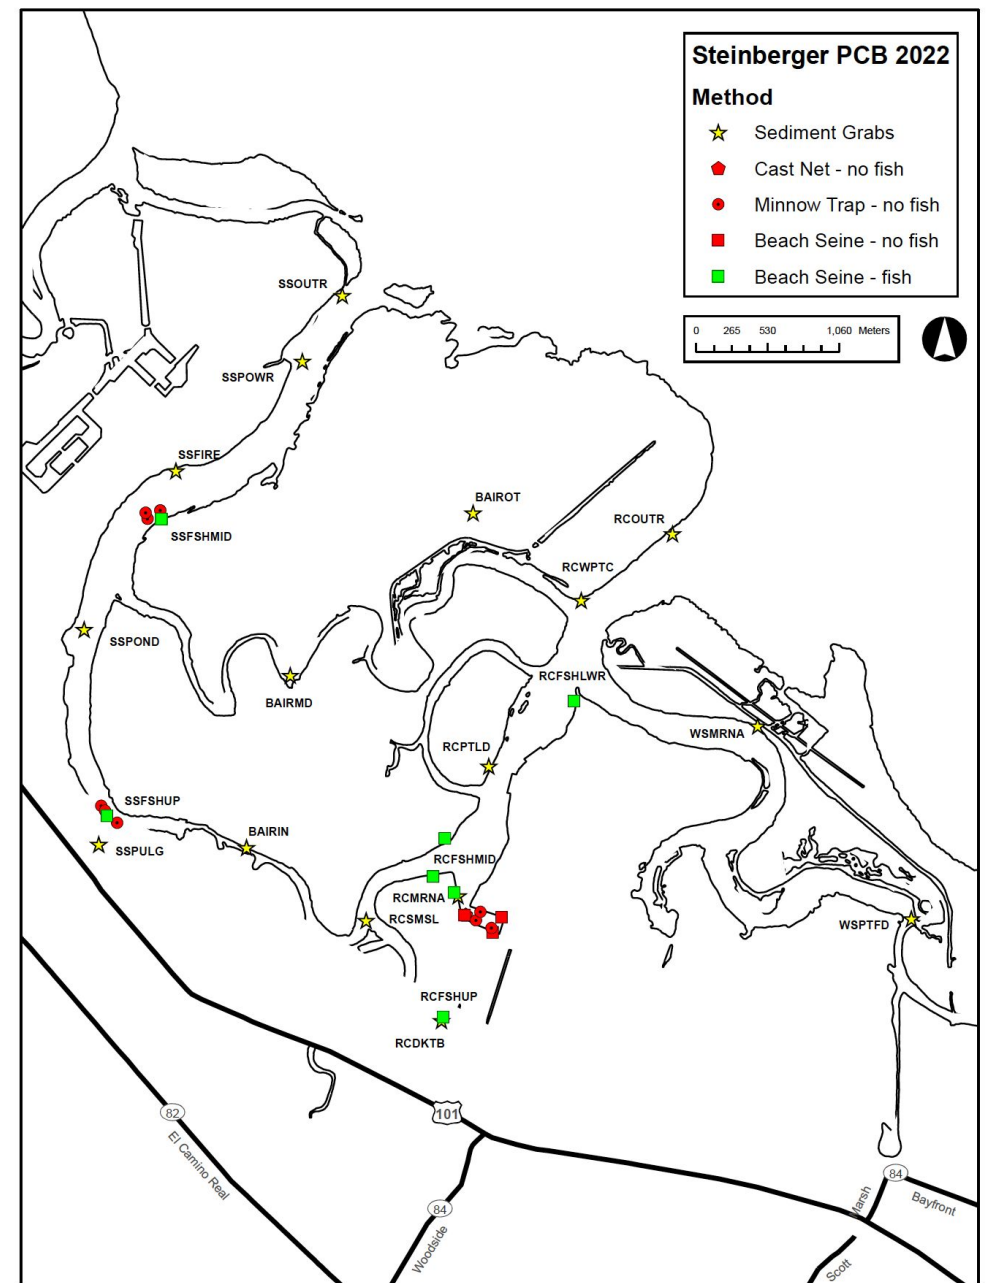 Steinberger PCB 2022
Method
Sediment Grabs
Cast Net - no fish
Minnow Trap - no fish
Beach Seine - no fish
Beach Seine - fish
0 265 530 1,060 Meters
SSOUTR
SSPOWR
SSFIRE
BAIROT
RCOUTR
SSFSHMID
RCWPTC
SSPOND
RCFSHLWR
BAIRMD
WSMRNA
RCPTLD
SSFSHUP
BAIRIN
SSPULG
RCFSHMID
RCMRNA
RCSMSL
WSPTFD
RCFSHUP
RCDKTB
101
82
El Camino Real
84
Woodside
84
Marsh
Bayfront
Scott